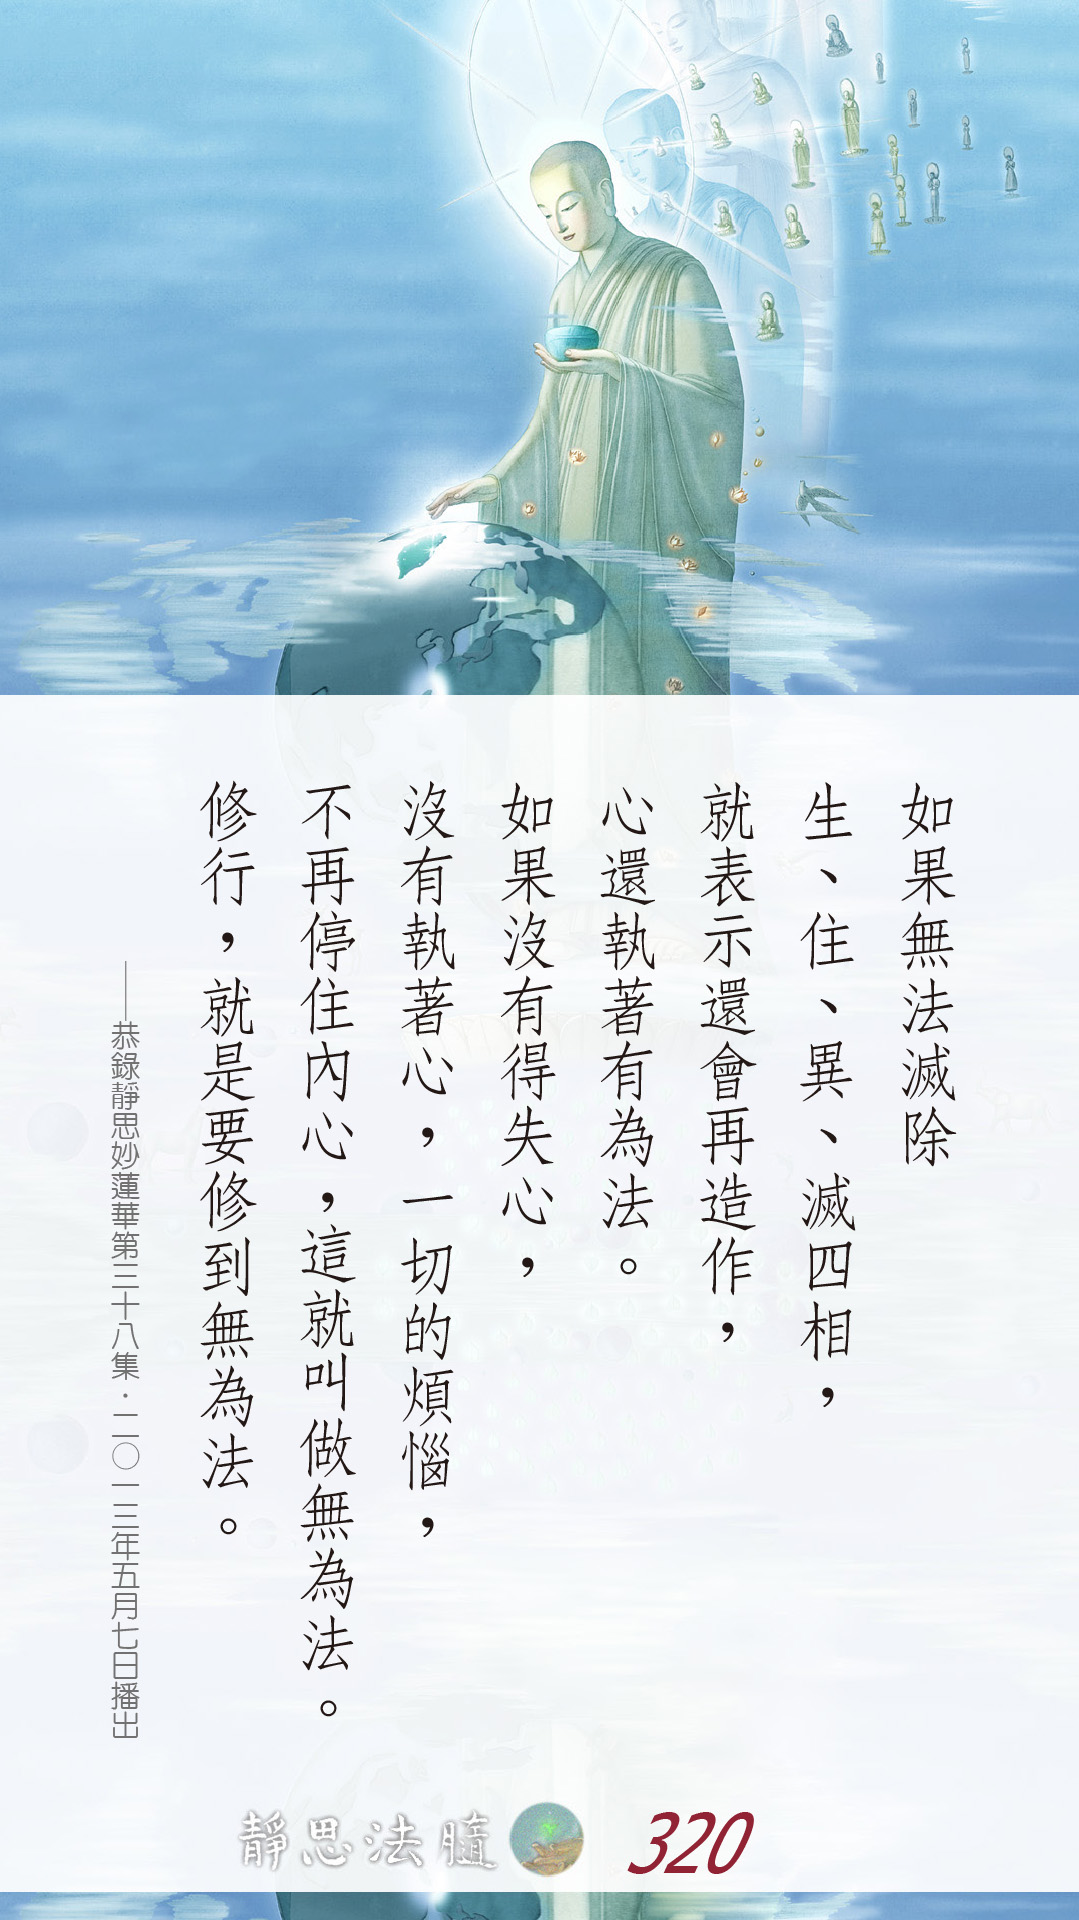 如果無法滅除
生、住、異、滅四相，
就表示還會再造作，
心還執著有為法。
如果沒有得失心，
沒有執著心，一切的煩惱，
不再停住內心，這就叫做無為法。
修行，就是要修到無為法。
——恭錄靜思妙蓮華第三十八集．二〇一三年五月七日播出
靜思法髓 320